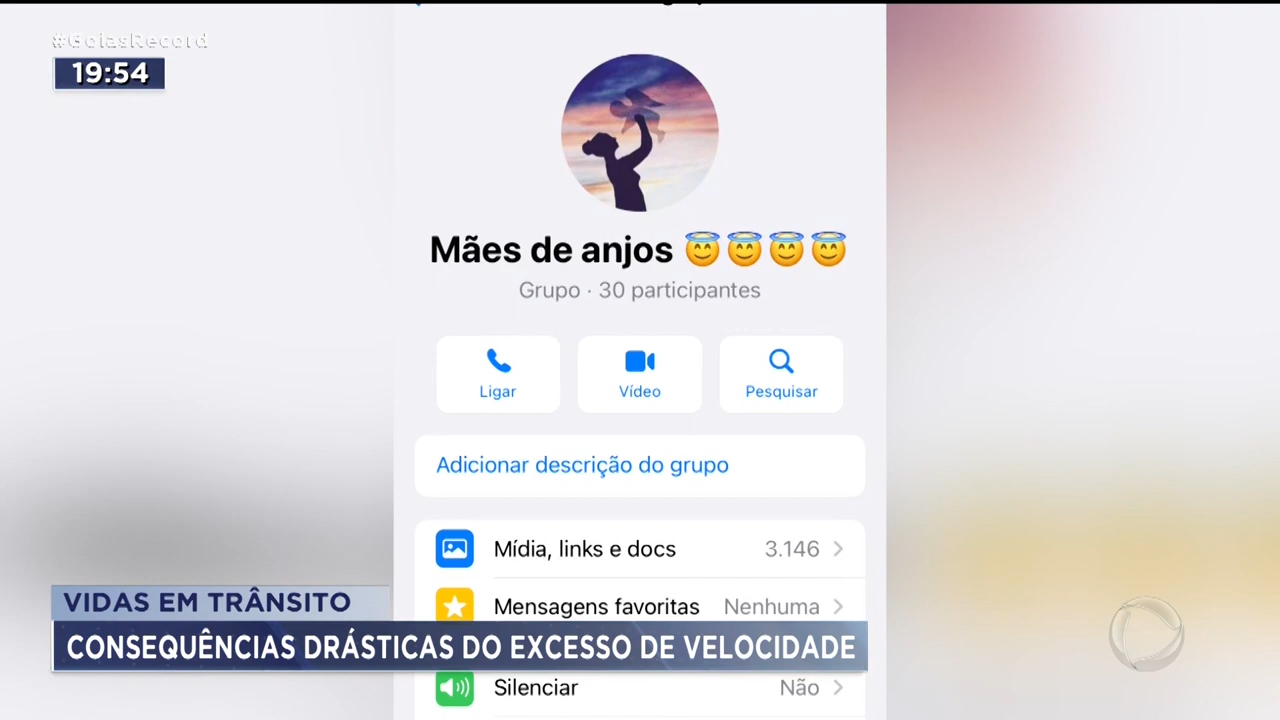 #GoiásRecord
19:54
Mães de anjos 😇😇😇😇
Grupo · 30 participantes
Ligar
Vídeo
Pesquisar
Adicionar descrição do grupo
Mídia, links e docs 3.146
Mensagens favoritas Nenhuma
VIDAS EM TRÂNSITO
CONSEQUÊNCIAS DRÁSTICAS DO EXCESSO DE VELOCIDADE
Silenciar Não